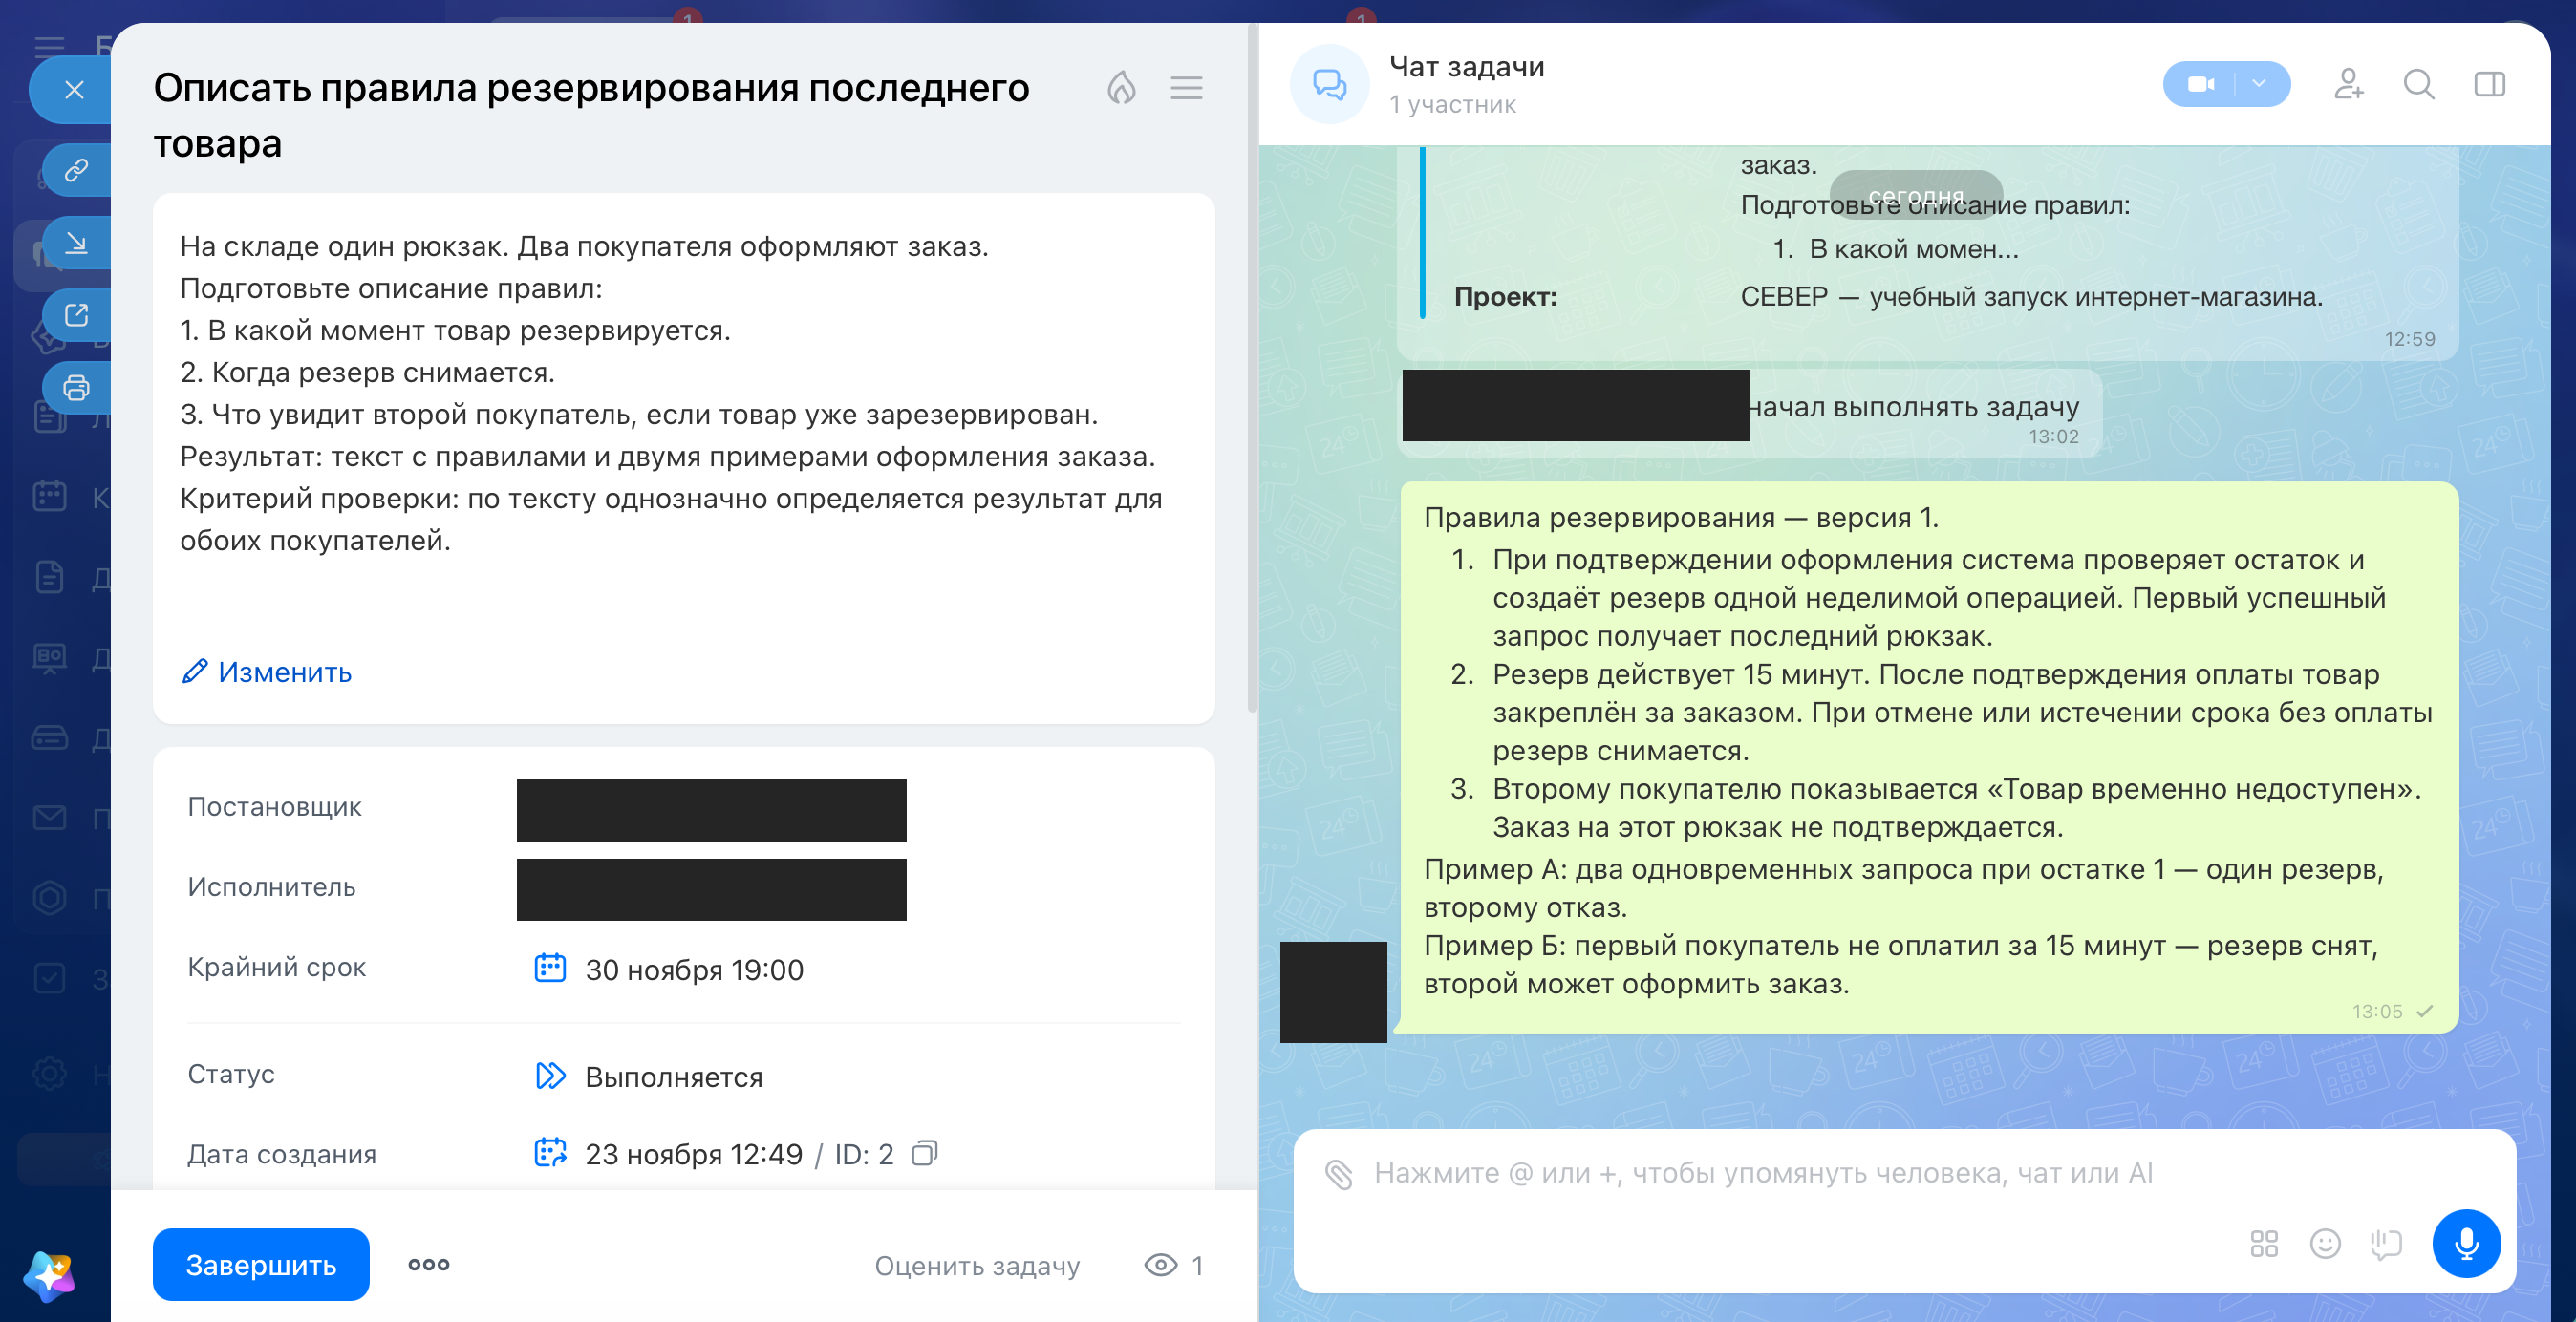 1
1
Б
Описать правила резервирования последнего
товара
На складе один рюкзак. Два покупателя оформляют заказ.
Подготовьте описание правил:
1. В какой момент товар резервируется.
2. Когда резерв снимается.
3. Что увидит второй покупатель, если товар уже зарезервирован.
Результат: текст с правилами и двумя примерами оформления заказа.
Критерий проверки: по тексту однозначно определяется результат для
обоих покупателей.
Изменить
Постановщик
Исполнитель
Крайний срок
30 ноября 19:00
Статус
Выполняется
Дата создания
23 ноября 12:49 / ID: 2
Завершить
Оценить задачу
1
Чат задачи
1 участник
заказ.
сегодня
Подготовьте описание правил:
1. В какой момен...
Проект:
СЕВЕР — учебный запуск интернет-магазина.
12:59
начал выполнять задачу
13:02
Правила резервирования — версия 1.
1. При подтверждении оформления система проверяет остаток и
создаёт резерв одной неделимой операцией. Первый успешный
запрос получает последний рюкзак.
2. Резерв действует 15 минут. После подтверждения оплаты товар
закреплён за заказом. При отмене или истечении срока без оплаты
резерв снимается.
3. Второму покупателю показывается «Товар временно недоступен».
Заказ на этот рюкзак не подтверждается.
Пример А: два одновременных запроса при остатке 1 — один резерв,
второму отказ.
Пример Б: первый покупатель не оплатил за 15 минут — резерв снят,
второй может оформить заказ.
13:05
Нажмите @ или +, чтобы упомянуть человека, чат или AI